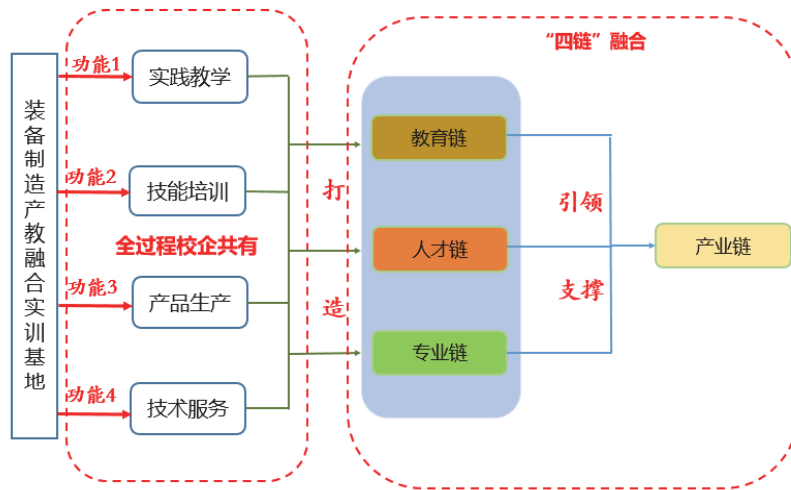 装备制造产教融合实训基地
功能1
实践教学
功能2
技能培训
全过程校企共有
功能3
产品生产
功能4
技术服务
打
造
“四链”融合
教育链
人才链
专业链
引领
支撑
产业链